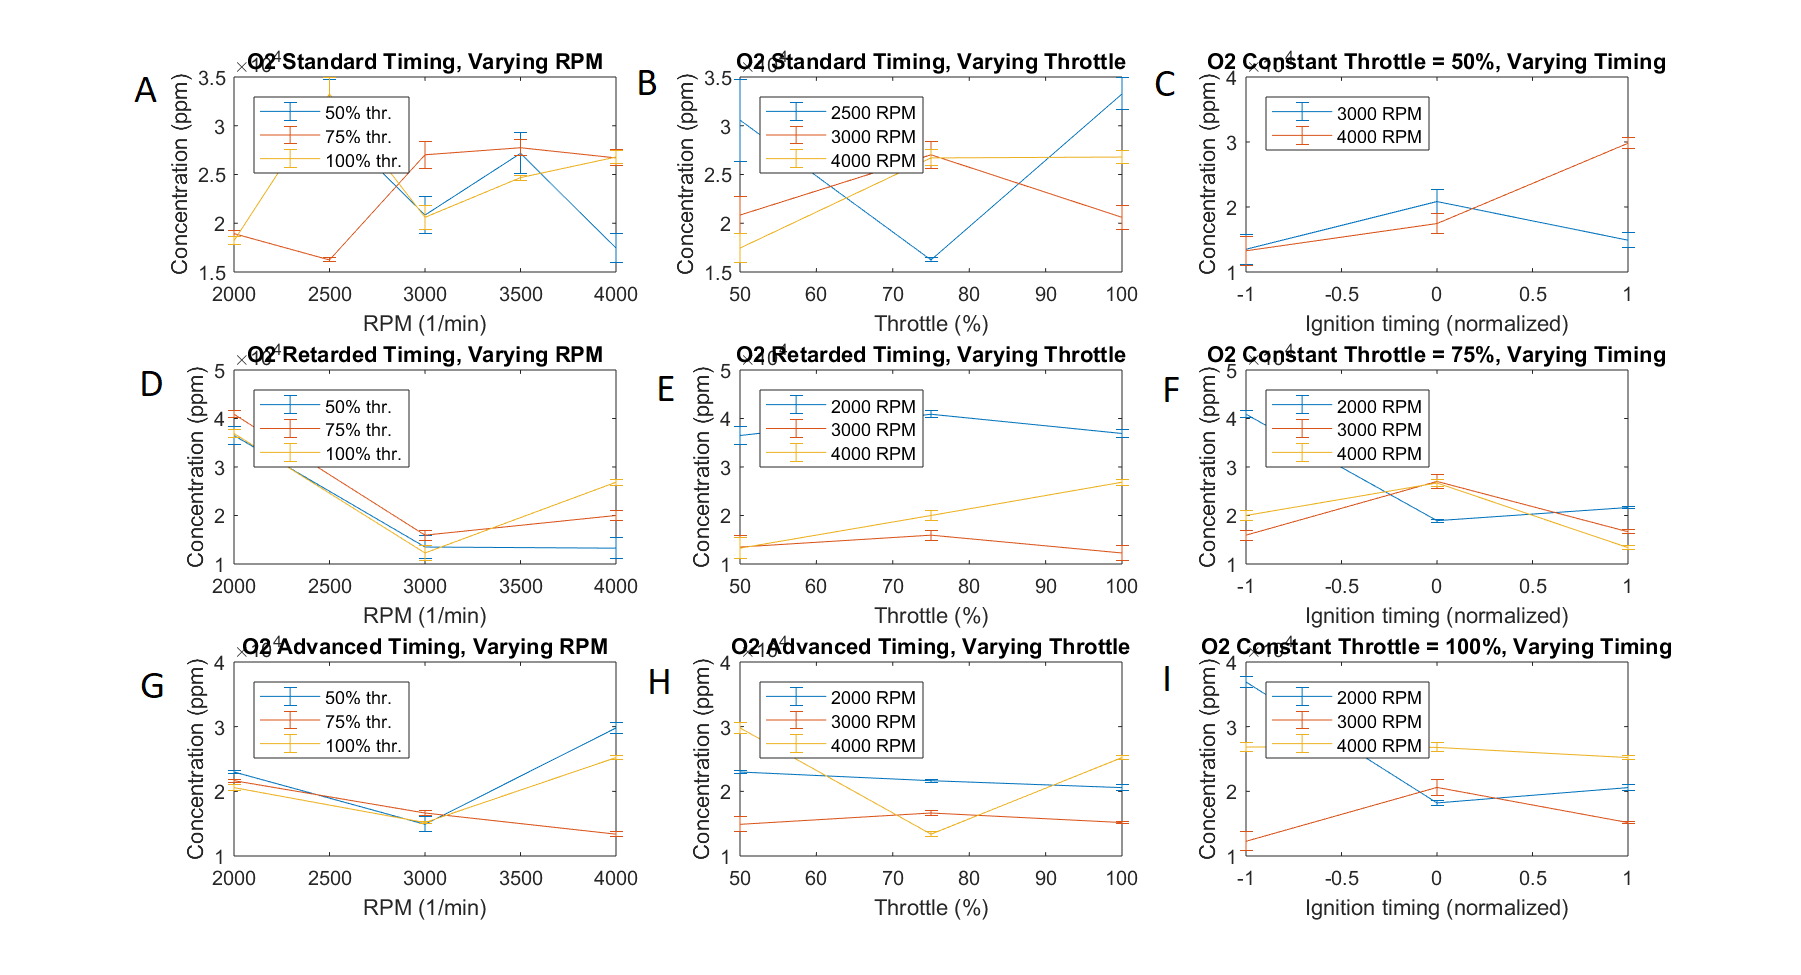 A
O2 Standard Timing, Varying RPM
×10^4
Concentration (ppm)
3.5
3
2.5
2
1.5
50% thr.
75% thr.
100% thr.
2000 2500 3000 3500 4000
RPM (1/min)
B
O2 Standard Timing, Varying Throttle
×10^4
Concentration (ppm)
3.5
3
2.5
2
1.5
2500 RPM
3000 RPM
4000 RPM
50 60 70 80 90 100
Throttle (%)
C
O2 Constant Throttle = 50%, Varying Timing
×10^4
Concentration (ppm)
4
3
2
1
3000 RPM
4000 RPM
-1 -0.5 0 0.5 1
Ignition timing (normalized)
D
O2 Retarded Timing, Varying RPM
×10^4
Concentration (ppm)
5
4
3
2
1
50% thr.
75% thr.
100% thr.
2000 2500 3000 3500 4000
RPM (1/min)
E
O2 Retarded Timing, Varying Throttle
×10^4
Concentration (ppm)
5
4
3
2
1
2000 RPM
3000 RPM
4000 RPM
50 60 70 80 90 100
Throttle (%)
F
O2 Constant Throttle = 75%, Varying Timing
×10^4
Concentration (ppm)
5
4
3
2
1
2000 RPM
3000 RPM
4000 RPM
-1 -0.5 0 0.5 1
Ignition timing (normalized)
G
O2 Advanced Timing, Varying RPM
×10^4
Concentration (ppm)
4
3
2
1
50% thr.
75% thr.
100% thr.
2000 2500 3000 3500 4000
RPM (1/min)
H
O2 Advanced Timing, Varying Throttle
×10^4
Concentration (ppm)
4
3
2
1
2000 RPM
3000 RPM
4000 RPM
50 60 70 80 90 100
Throttle (%)
I
O2 Constant Throttle = 100%, Varying Timing
×10^4
Concentration (ppm)
4
3
2
1
2000 RPM
3000 RPM
4000 RPM
-1 -0.5 0 0.5 1
Ignition timing (normalized)